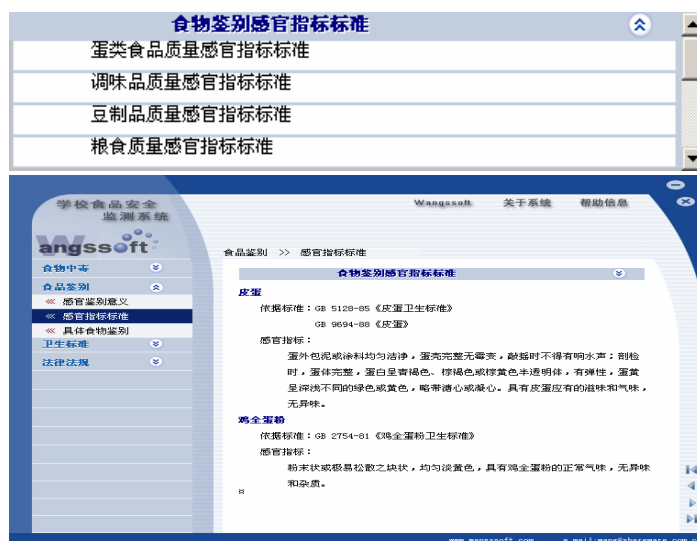 食物鉴别感官指标标准
蛋类食品质量感官指标标准
调味品质量感官指标标准
豆制品质量感官指标标准
粮食质量感官指标标准
学校食品安全
监测系统
Wangssoft
关于系统
帮助信息
Wangssoft
食品鉴别 >> 感官指标标准
食物中毒
食品鉴别
感官鉴别意义
感官指标标准
具体食物鉴别
卫生标准
法律法规
食物鉴别感官指标标准
皮蛋
依据标准：GB 5128-85《皮蛋卫生标准》
GB 9694-88《皮蛋》
感官指标：
蛋外包泥或涂料均匀洁净，蛋壳完整无霉变，敲摇时不得有响水声；剖检
时，蛋体完整，蛋白呈青褐色、棕褐色或棕黄色半透明体，有弹性，蛋黄
呈深浅不同的绿色或黄色，略带溏心或凝心。具有皮蛋应有的滋味和气味，
无异味。
鸡全蛋粉
依据标准：GB 2754-81《鸡全蛋粉卫生标准》
感官指标：
粉末状或极易松散之块状，均匀淡黄色，具有鸡全蛋粉的正常气味，无异味
和杂质。